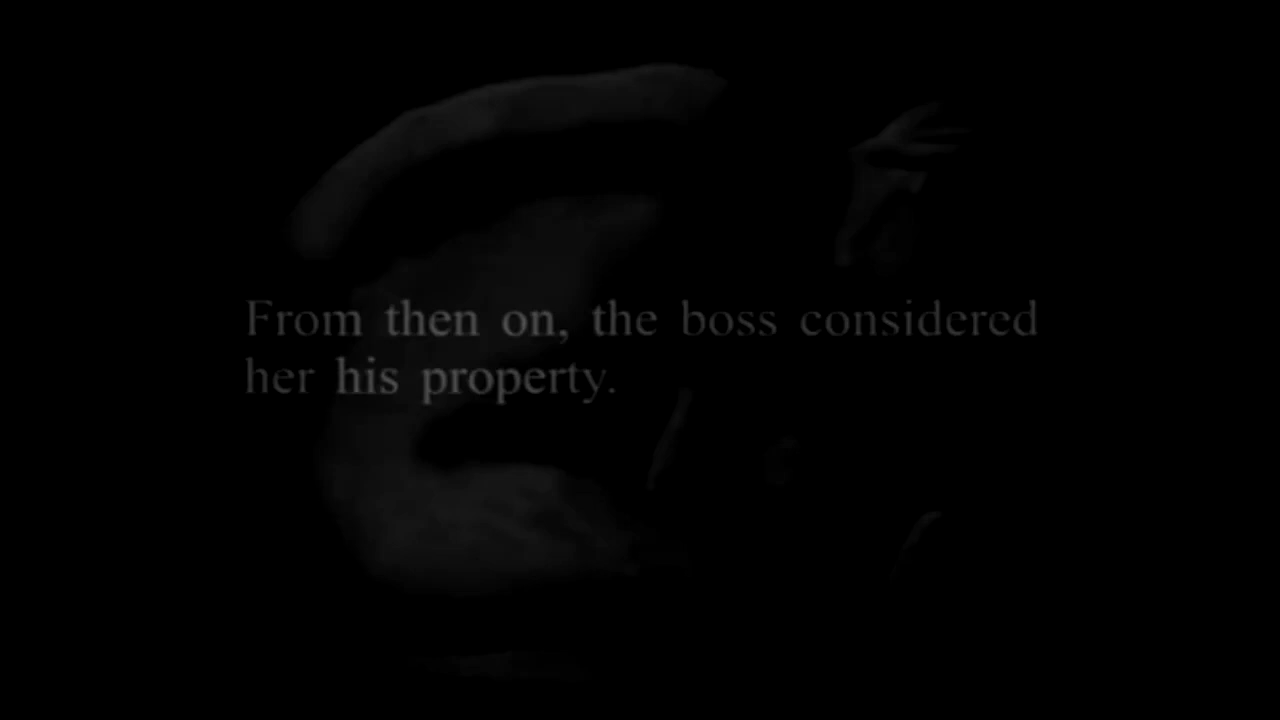 From then on, the boss considered
her his property.